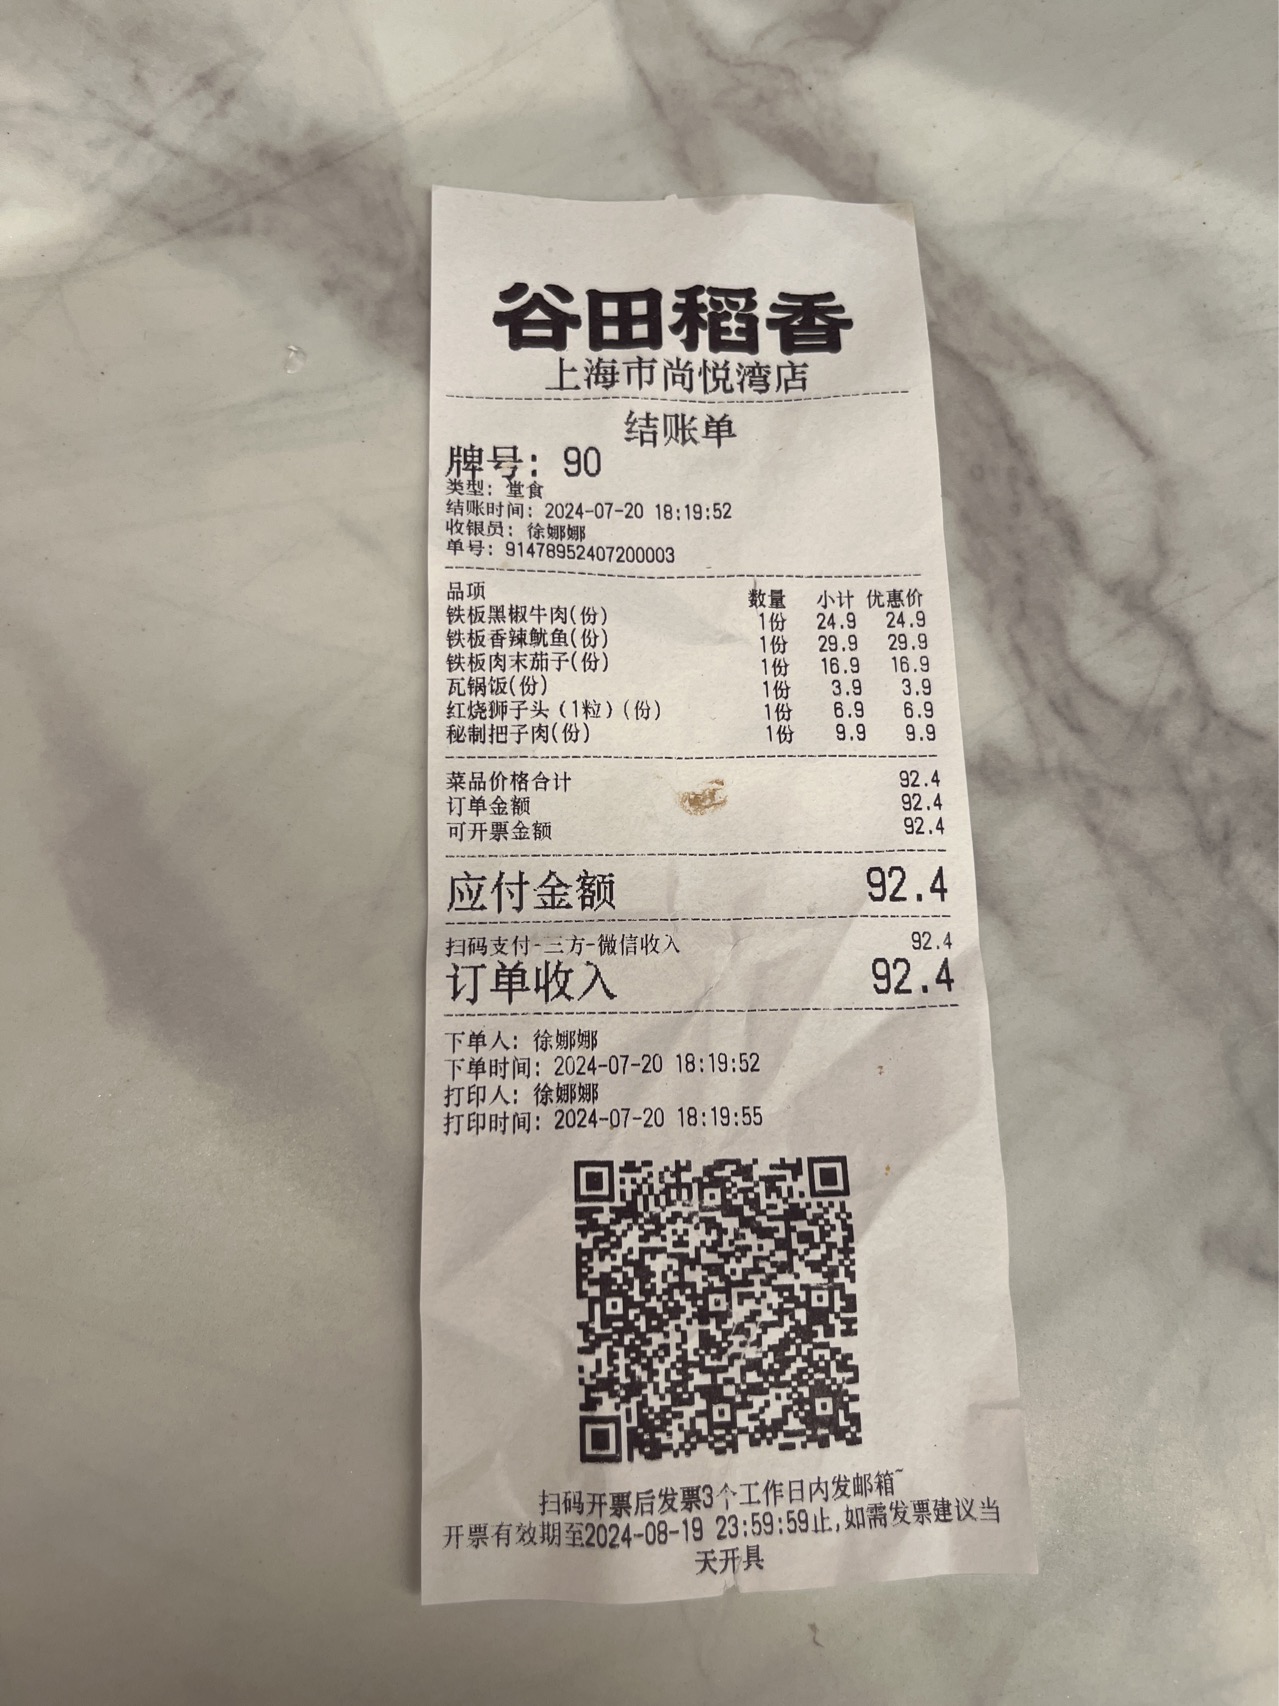 谷田稻香
上海市尚悦湾店
结账单
牌号: 90
类型: 堂食
结账时间: 2024-07-20 18:19:52
收银员: 徐娜娜
单号: 91478952407200003
品项 数量 小计 优惠价
铁板黑椒牛肉(份) 1份 24.9 24.9
铁板香辣鱿鱼(份) 1份 29.9 29.9
铁板肉末茄子(份) 1份 16.9 16.9
瓦锅饭(份) 1份 3.9 3.9
红烧狮子头（1粒）(份) 1份 6.9 6.9
秘制把子肉(份) 1份 9.9 9.9
菜品价格合计 92.4
订单金额 92.4
可开票金额 92.4
应付金额 92.4
扫码支付-三方-微信收入 92.4
订单收入 92.4
下单人: 徐娜娜
下单时间: 2024-07-20 18:19:52
打印人: 徐娜娜
打印时间: 2024-07-20 18:19:55
扫码开票后发票3个工作日内发邮箱~
开票有效期至2024-08-19 23:59:59止,如需发票建议当
天开具